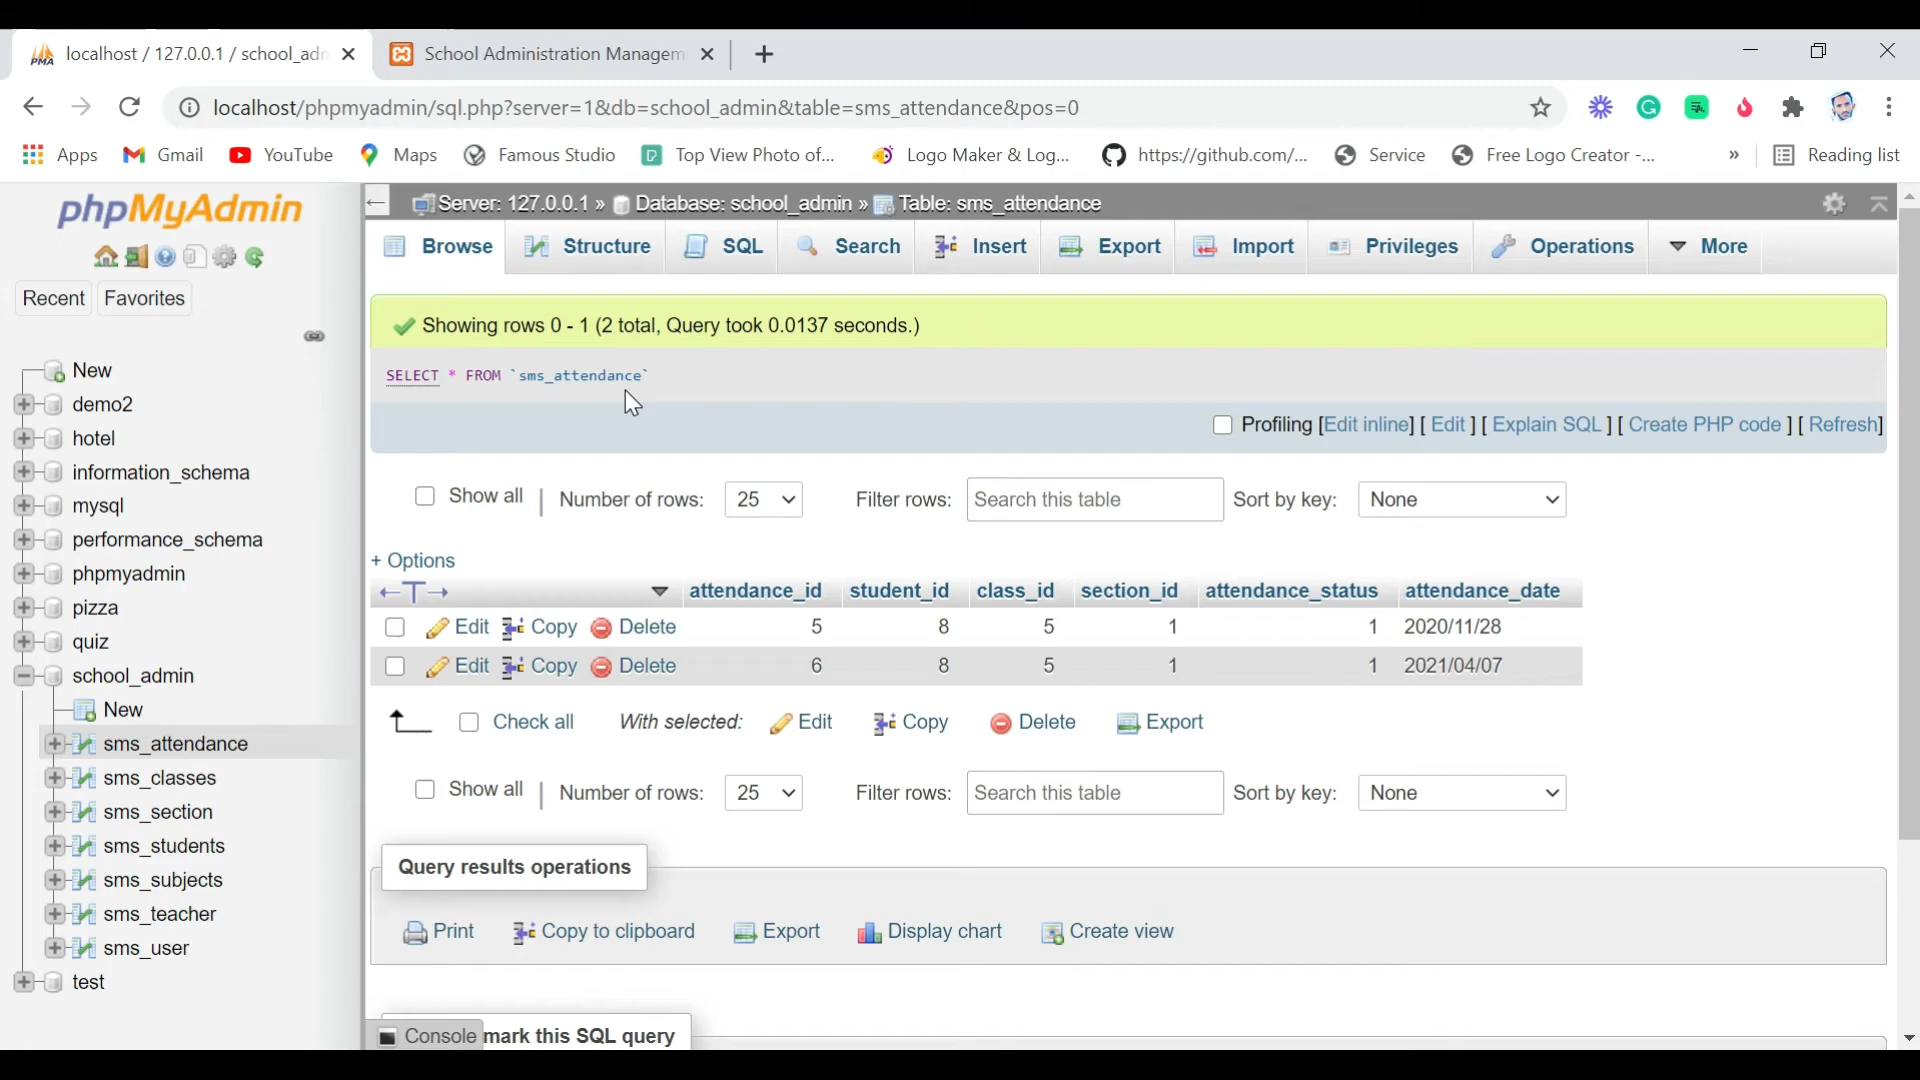 localhost / 127.0.0.1 / school_adn
School Administration Managem
localhost/phpmyadmin/sql.php?server=1&db=school_admin&table=sms_attendance&pos=0
Apps Gmail YouTube Maps Famous Studio Top View Photo of... Logo Maker & Log... https://github.com/... Service Free Logo Creator -... » Reading list
phpMyAdmin
Recent Favorites
New
demo2
hotel
information_schema
mysql
performance_schema
phpmyadmin
pizza
quiz
school_admin
New
sms_attendance
sms_classes
sms_section
sms_students
sms_subjects
sms_teacher
sms_user
test
Server: 127.0.0.1 » Database: school_admin » Table: sms_attendance
Browse Structure SQL Search Insert Export Import Privileges Operations More
Showing rows 0 - 1 (2 total, Query took 0.0137 seconds.)
SELECT * FROM `sms_attendance`
Profiling [Edit inline] [ Edit ] [ Explain SQL ] [ Create PHP code ] [ Refresh]
Show all | Number of rows: 25 Filter rows: Search this table Sort by key: None
+ Options
←T→ attendance_id student_id class_id section_id attendance_status attendance_date
Edit Copy Delete 5 8 5 1 1 2020/11/28
Edit Copy Delete 6 8 5 1 1 2021/04/07
Check all With selected: Edit Copy Delete Export
Show all | Number of rows: 25 Filter rows: Search this table Sort by key: None
Query results operations
Print Copy to clipboard Export Display chart Create view
Console mark this SQL query